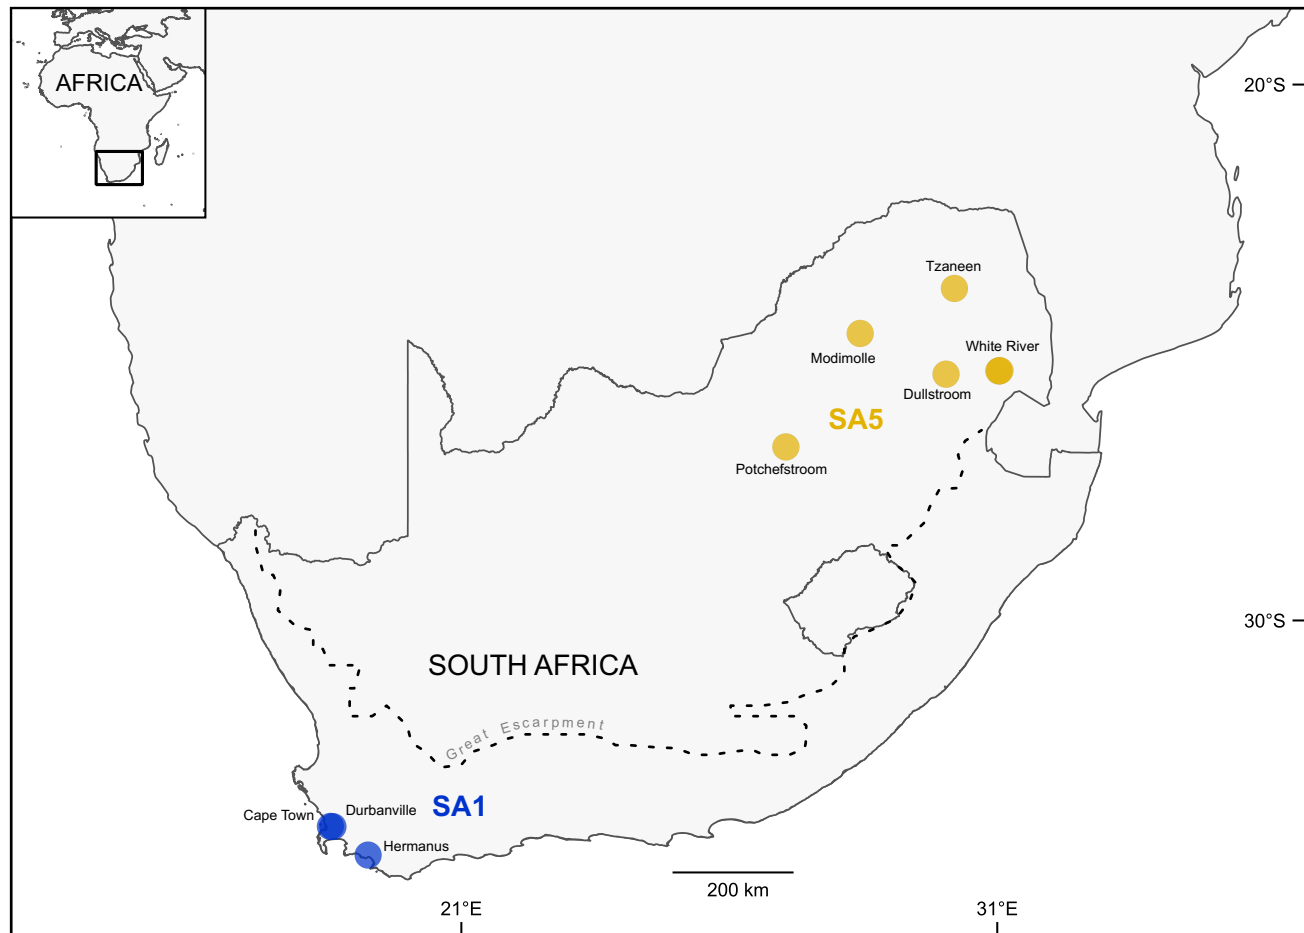 AFRICA
20°S
Tzaneen
White River
Modimolle
Dullstroom
SA5
Potchefstroom
30°S
SOUTH AFRICA
Great Escarpment
SA1
Cape Town
Durbanville
Hermanus
200 km
21°E
31°E